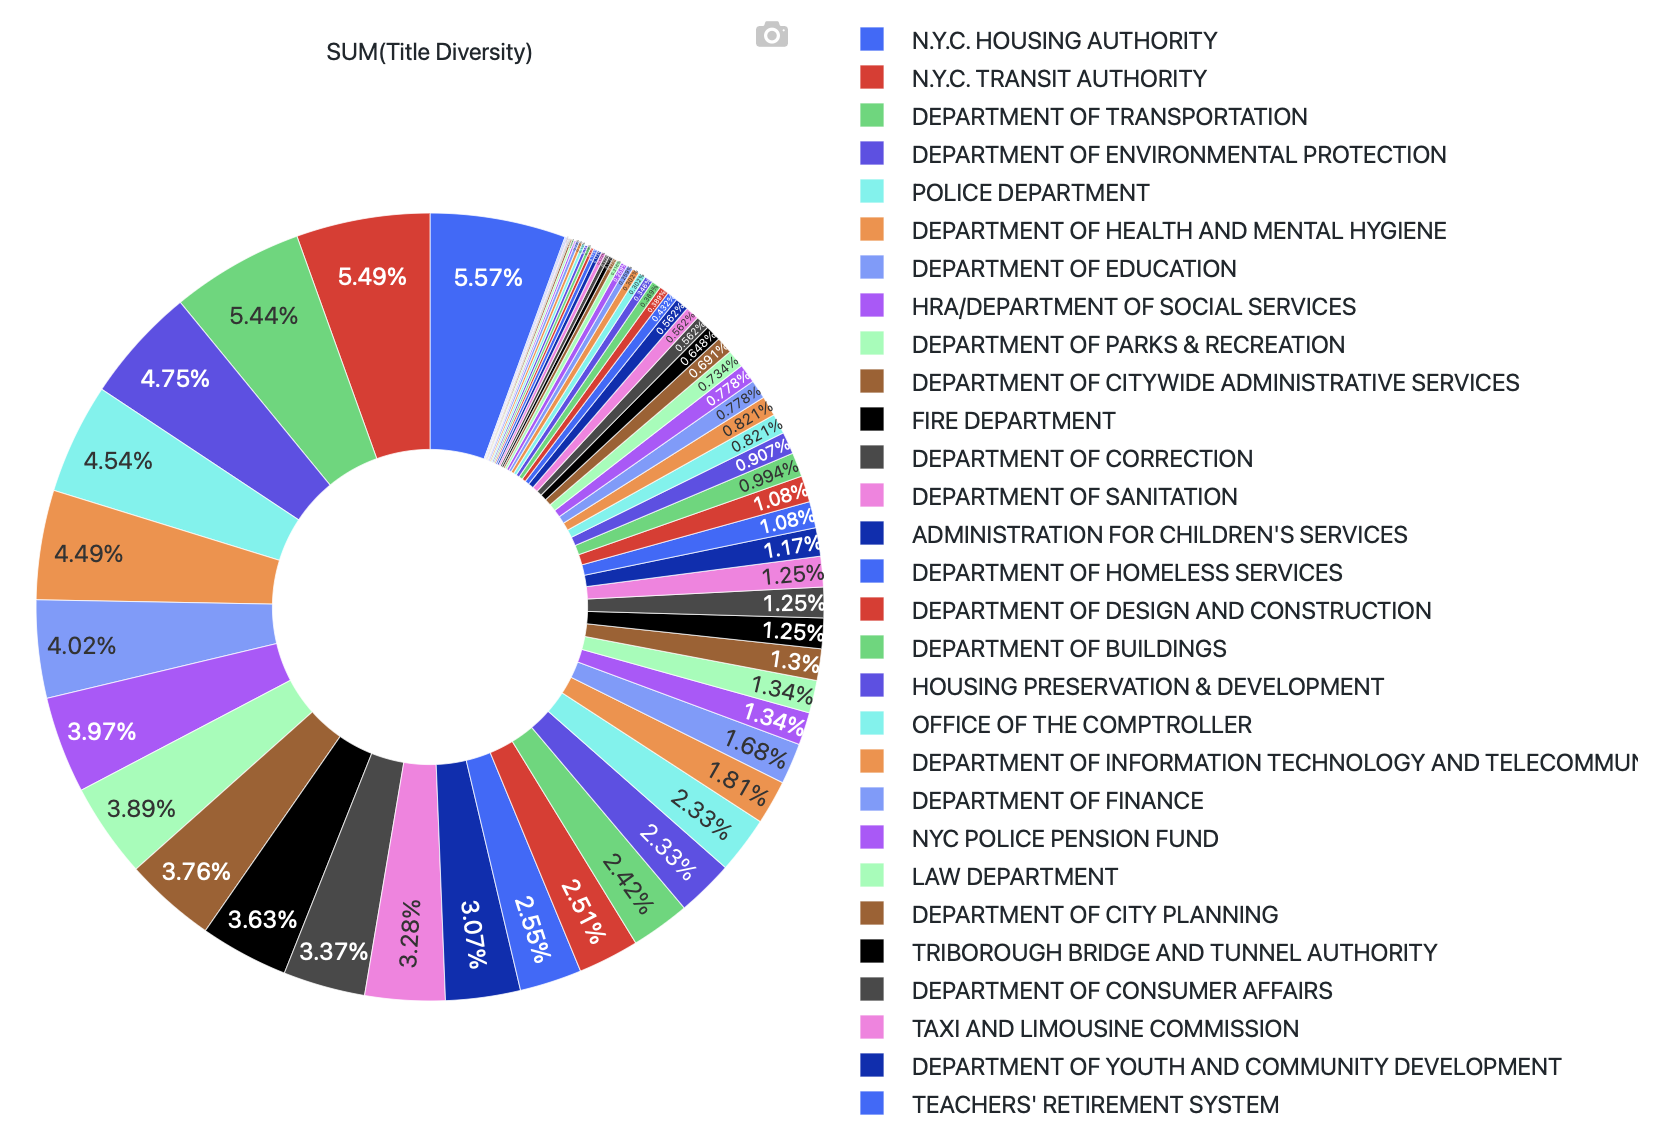 SUM(Title Diversity)
5.57%
5.49%
5.44%
4.75%
4.54%
4.49%
4.02%
3.97%
3.89%
3.76%
3.63%
3.37%
3.28%
3.07%
2.55%
2.51%
2.42%
2.33%
2.33%
1.81%
1.68%
1.34%
1.34%
1.3%
1.25%
1.25%
1.25%
1.17%
1.08%
1.08%
0.994%
0.907%
0.821%
0.821%
0.778%
0.778%
0.734%
0.691%
0.648%
0.562%
0.562%
0.562%
N.Y.C. HOUSING AUTHORITY
N.Y.C. TRANSIT AUTHORITY
DEPARTMENT OF TRANSPORTATION
DEPARTMENT OF ENVIRONMENTAL PROTECTION
POLICE DEPARTMENT
DEPARTMENT OF HEALTH AND MENTAL HYGIENE
DEPARTMENT OF EDUCATION
HRA/DEPARTMENT OF SOCIAL SERVICES
DEPARTMENT OF PARKS & RECREATION
DEPARTMENT OF CITYWIDE ADMINISTRATIVE SERVICES
FIRE DEPARTMENT
DEPARTMENT OF CORRECTION
DEPARTMENT OF SANITATION
ADMINISTRATION FOR CHILDREN'S SERVICES
DEPARTMENT OF HOMELESS SERVICES
DEPARTMENT OF DESIGN AND CONSTRUCTION
DEPARTMENT OF BUILDINGS
HOUSING PRESERVATION & DEVELOPMENT
OFFICE OF THE COMPTROLLER
DEPARTMENT OF INFORMATION TECHNOLOGY AND TELECOMMUN
DEPARTMENT OF FINANCE
NYC POLICE PENSION FUND
LAW DEPARTMENT
DEPARTMENT OF CITY PLANNING
TRIBOROUGH BRIDGE AND TUNNEL AUTHORITY
DEPARTMENT OF CONSUMER AFFAIRS
TAXI AND LIMOUSINE COMMISSION
DEPARTMENT OF YOUTH AND COMMUNITY DEVELOPMENT
TEACHERS' RETIREMENT SYSTEM